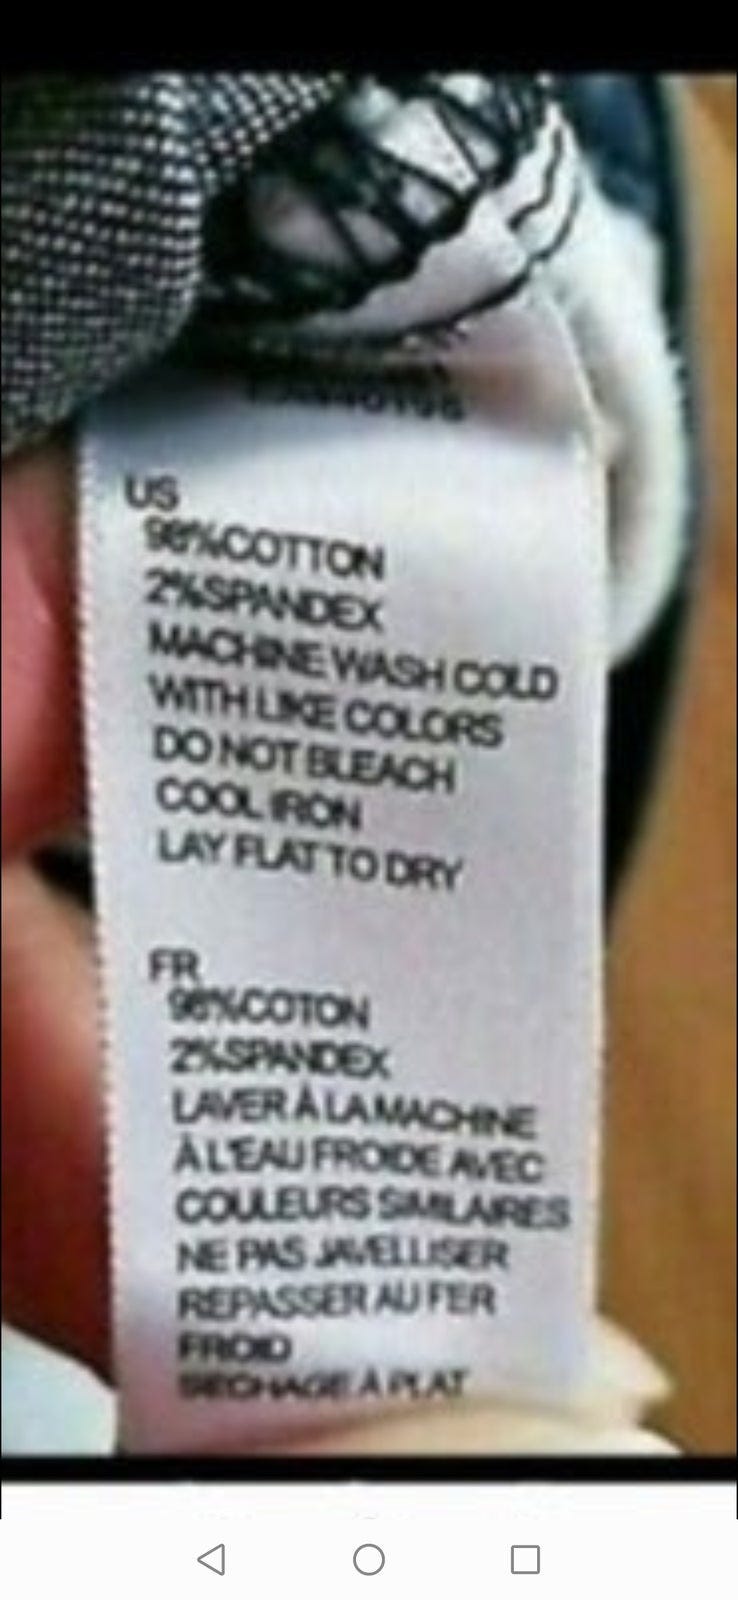 US
98%COTTON
2%SPANDEX
MACHINE WASH COLD
WITH LIKE COLORS
DO NOT BLEACH
COOL IRON
LAY FLAT TO DRY
FR
98%COTON
2%SPANDEX
LAVER À LA MACHINE
À L'EAU FROIDE AVEC
COULEURS SIMILAIRES
NE PAS JAVELLISER
REPASSER AU FER
FROID
SECHAGE À PLAT